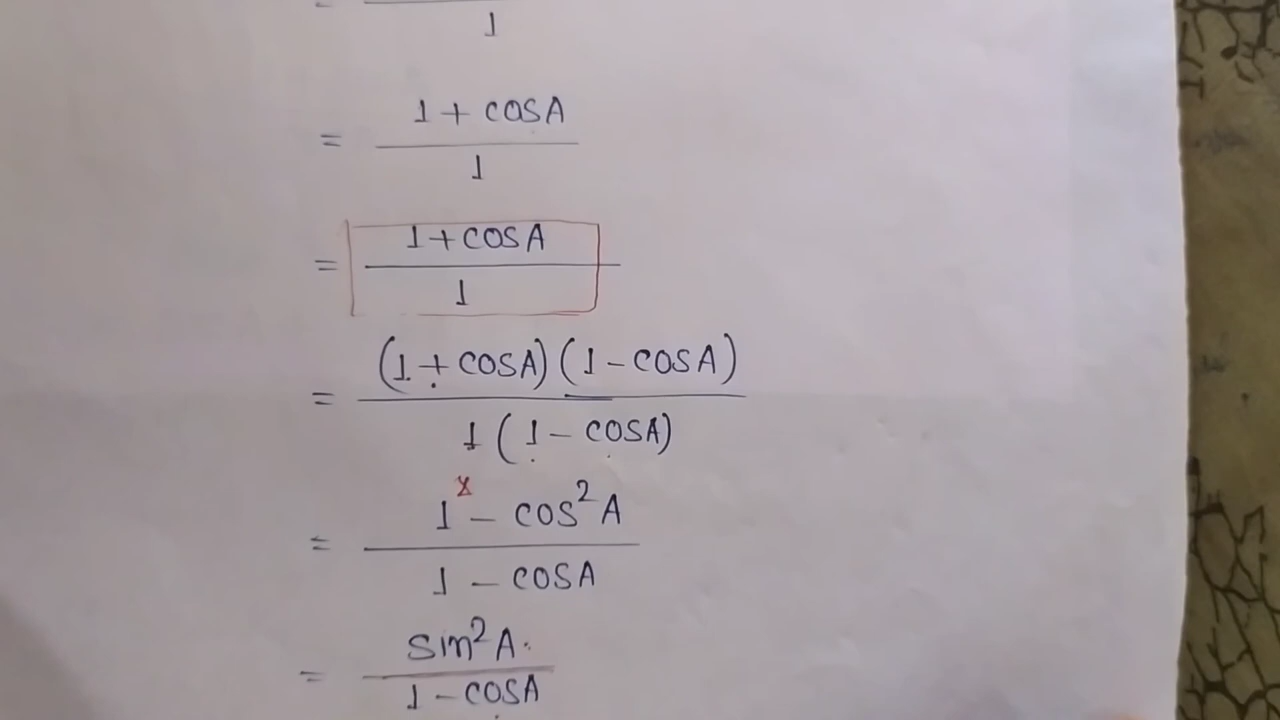 =
1
1 + cosA
=
1
1 + cosA
=
1
(1 + cosA) (1 - cosA)
=
1 (1 - cosA)
1² - cos²A
=
1 - cosA
sin²A.
=
1 - cosA